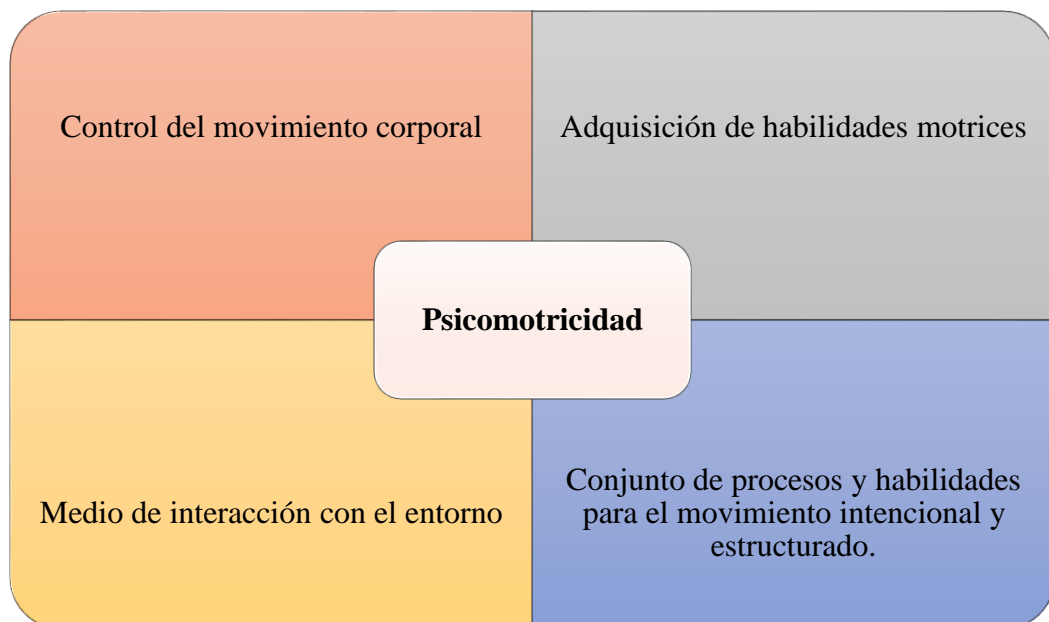 Control del movimiento corporal
Adquisición de habilidades motrices
Psicomotricidad
Medio de interacción con el entorno
Conjunto de procesos y habilidades
para el movimiento intencional y
estructurado.